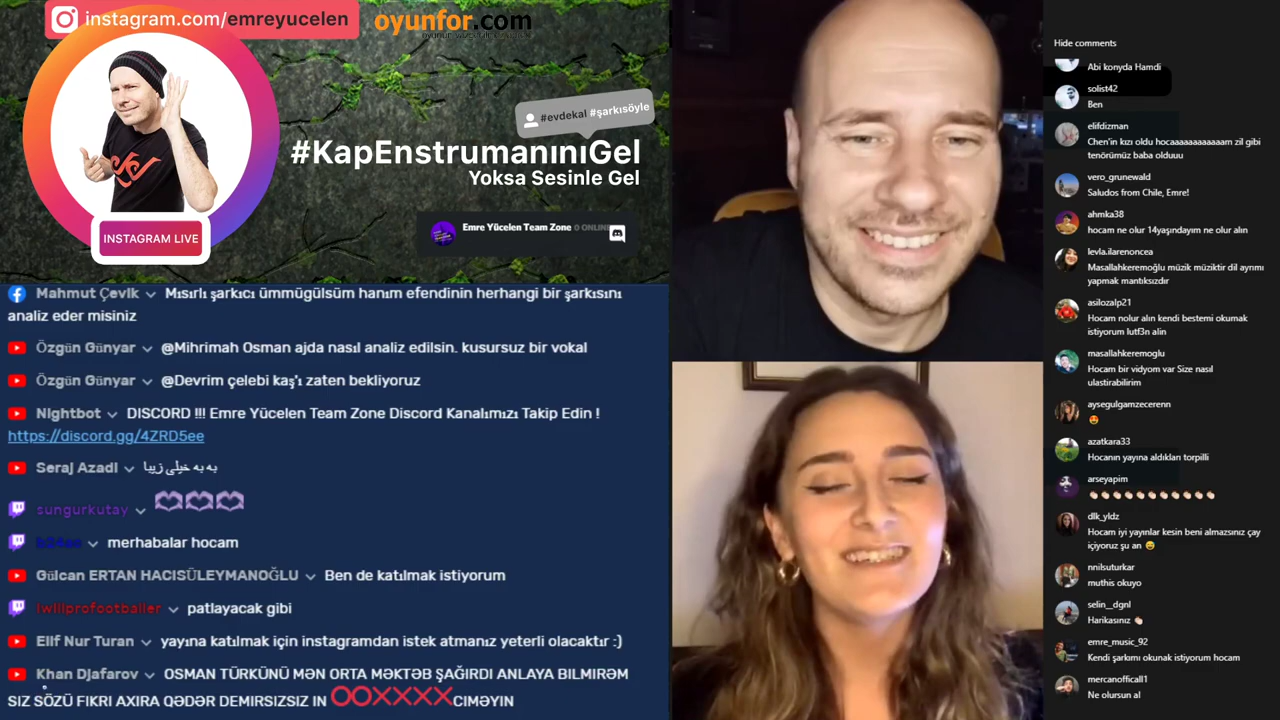 instagram.com/emreyucelen
oyunfor.com
#evdekal #şarkısöyle
#KapEnstrumanınıGel
Yoksa Sesinle Gel
INSTAGRAM LIVE
Emre Yücelen Team Zone 0 ONLINE
Mahmut Çevik Mısırlı şarkıcı ümmügülsüm hanım efendinin herhangi bir şarkısını
analiz eder misiniz
Özgün Günyar @Mihrimah Osman ajda nasıl analiz edilsin. kusursuz bir vokal
Özgün Günyar @Devrim çelebi kaş'ı zaten bekliyoruz
Nightbot DISCORD !!! Emre Yücelen Team Zone Discord Kanalımızı Takip Edin !
https://discord.gg/4ZRD5ee
Seraj Azadi به به خیلی زیبا
sungurkutay
merhabalar hocam
Gülcan ERTAN HACISÜLEYMANOĞLU Ben de katılmak istiyorum
iwillprofootballer patlayacak gibi
Elif Nur Turan yayına katılmak için instagramdan istek atmanız yeterli olacaktır :)
Khan Djafarov OSMAN TÜRKÜNÜ MƏN ORTA MƏKTƏB ŞAĞIRDI ANLAYA BILMIRƏM
SIZ SÖZÜ FIKRI AXIRA QƏDƏR DEMIRSIZSIZ IN ⭕⭕❌❌❌❌CIMƏYIN
Hide comments
Abi konyda Hamdi
solist42
Ben
elifdizman
Chen'in kızı oldu hocaaaaaaaaaaaam zil gibi
tenörümüz baba olduuu
vero_grunewald
Saludos from Chile, Emre!
ahmka38
hocam ne olur 14yaşındayım ne olur alın
levla.ilarenoncea
Masallahkeremoğlu müzik müziktir dil ayrımı
yapmak mantıksızdır
asilozalp21
Hocam nolur alın kendi bestemi okumak
istiyorum lutf3n alin
masallahkeremoglu
Hocam bir vidyom var Size nasıl
ulastirabilirim
aysegulgamzecerenn
🤩
azatkara33
Hocanın yayına aldıkları torpilli
arseyapim
👏🏻👏🏻👏🏻👏🏻👏🏻👏🏻👏🏻👏🏻👏🏻👏🏻👏🏻
dlk_yldz
Hocam iyi yayınlar kesin beni almazsınız çay
içiyoruz şu an 😅
nnilsuturkar
muthis okuyo
selin__dgnl
Harikasınız 👏🏻
emre_music_92
Kendi şarkımı okunak istiyorum hocam
mercanofficall1
Ne olursun al